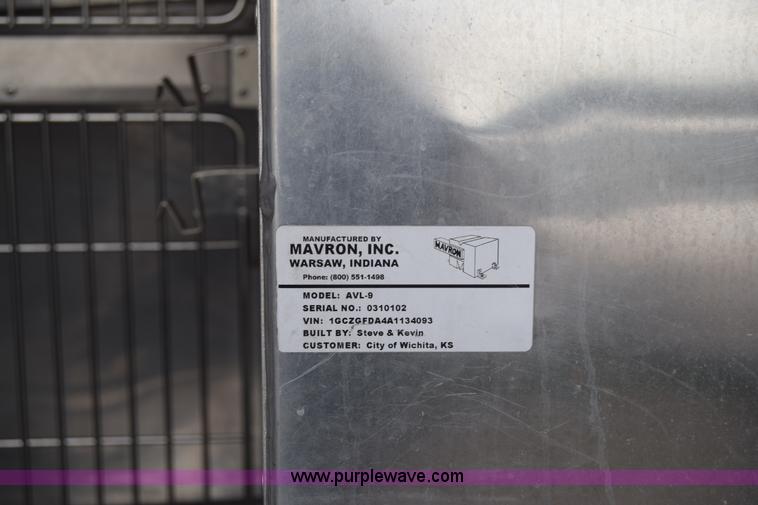 MANUFACTURED BY
MAVRON, INC.
WARSAW, INDIANA
Phone: (800) 551-1498
MAVRON
MODEL: AVL-9
SERIAL NO.: 0310102
VIN: 1GCZGFDA4A1134093
BUILT BY: Steve & Kevin
CUSTOMER: City of Wichita, KS
www.purplewave.com